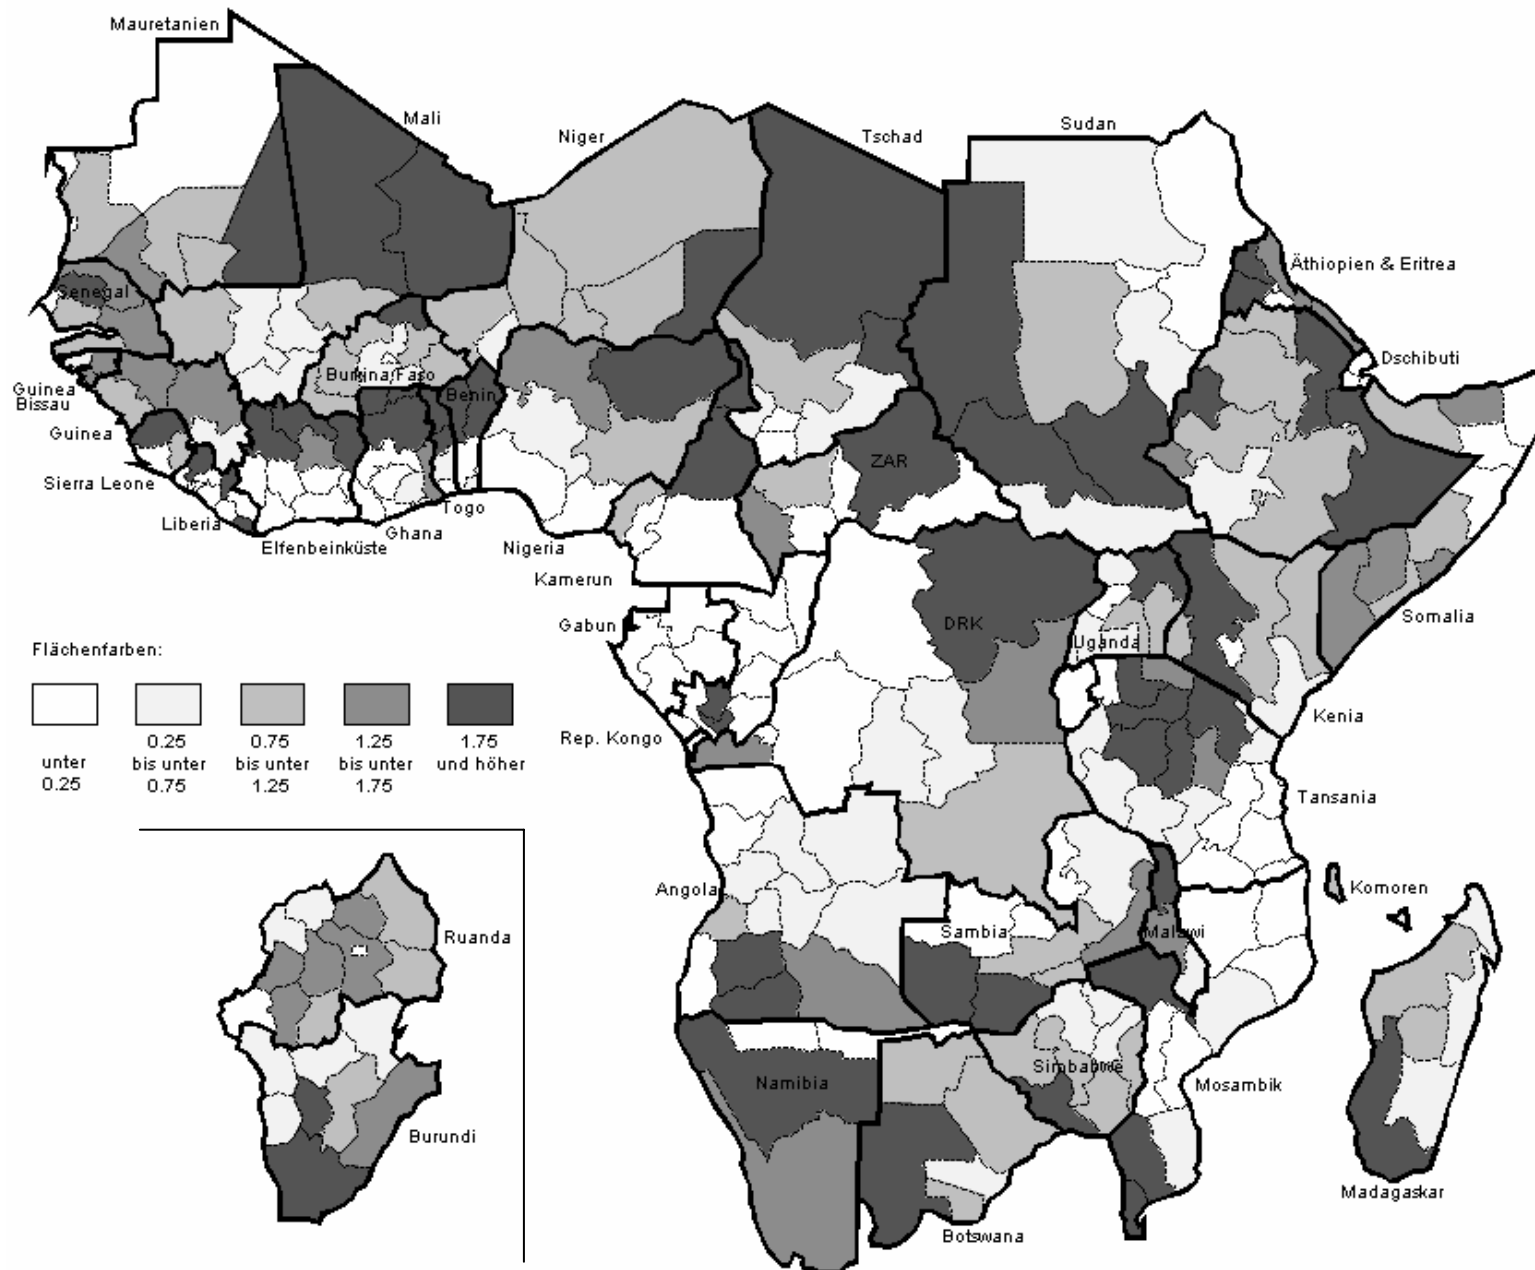 Mauretanien
Mali
Niger
Tschad
Sudan
Äthiopien & Eritrea
Senegal
Dschibuti
Burkina Faso
Benin
Guinea
Bissau
Guinea
ZAR
Sierra Leone
Liberia
Togo
Ghana
Elfenbeinküste
Nigeria
Kamerun
Gabun
DRK
Uganda
Somalia
Flächenfarben:
Rep. Kongo
Kenia
unter
0.25
0.25
bis unter
0.75
0.75
bis unter
1.25
1.25
bis unter
1.75
1.75
und höher
Tansania
Angola
Komoren
Sambia
Malawi
Ruanda
Simbabwe
Namibia
Mosambik
Burundi
Madagaskar
Botswana